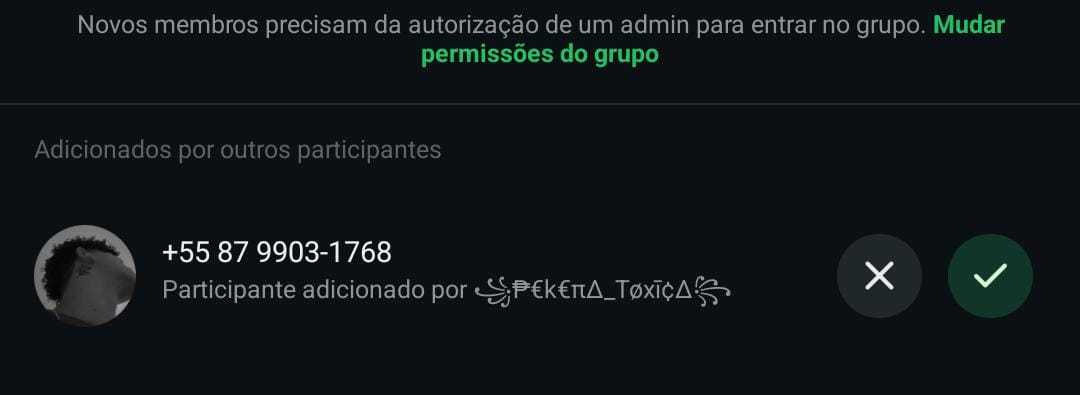 Novos membros precisam da autorização de um admin para entrar no grupo. Mudar
permissões do grupo
Adicionados por outros participantes
+55 87 9903-1768
Participante adicionado por ꧁₱€k€πΔ_Tøxī¢Δ꧂